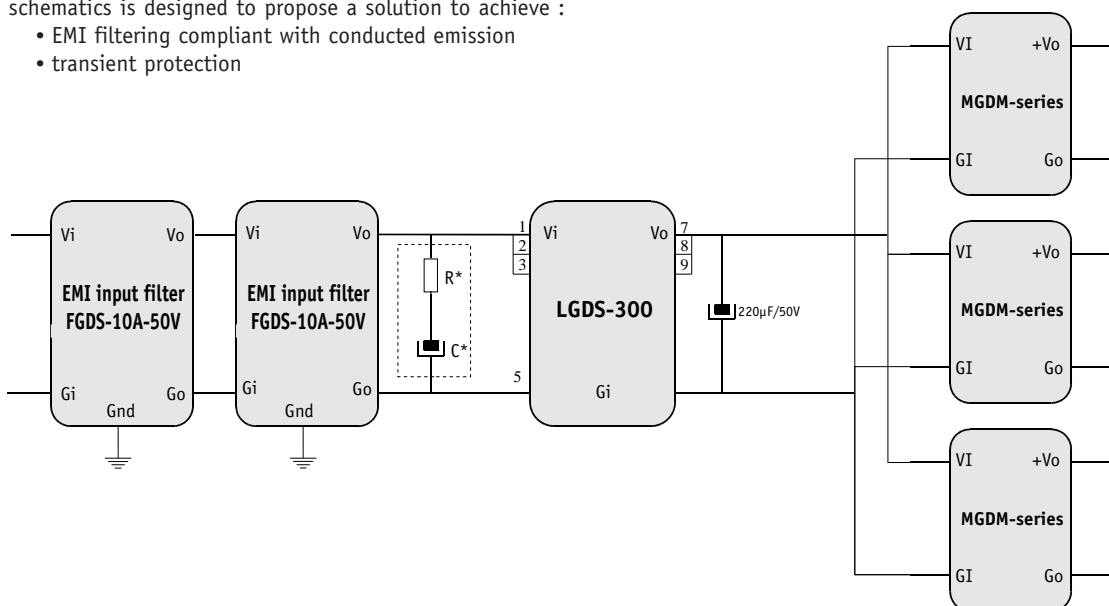 schematics is designed to propose a solution to achieve :
• EMI filtering compliant with conducted emission
• transient protection
VI +Vo
MGDM-series
GI Go
Vi Vo
EMI input filter
FGDS-10A-50V
Gi Go
Gnd
Vi Vo
EMI input filter
FGDS-10A-50V
Gi Go
Gnd
R*
C*
1
2
3
5
Vi Vo
LGDS-300
Gi
7
8
9
220µF/50V
VI +Vo
MGDM-series
GI Go
VI +Vo
MGDM-series
GI Go